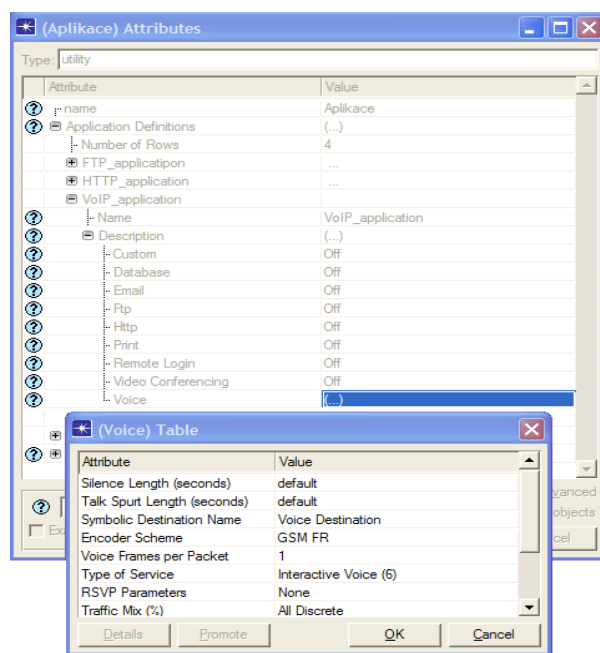 (Aplikace) Attributes
Type: utility
Attribute Value
name Aplikace
Application Definitions (...)
Number of Rows 4
FTP_applicatipon ...
HTTP_application ...
VoIP_application
Name VoIP_application
Description (...)
Custom Off
Database Off
Email Off
Ftp Off
Http Off
Print Off
Remote Login Off
Video Conferencing Off
Voice (...)
(Voice) Table
Attribute Value
Silence Length (seconds) default
Talk Spurt Length (seconds) default
Symbolic Destination Name Voice Destination
Encoder Scheme GSM FR
Voice Frames per Packet 1
Type of Service Interactive Voice (6)
RSVP Parameters None
Traffic Mix (%) All Discrete
Details Promote OK Cancel
vanced
objects
Ex
cel